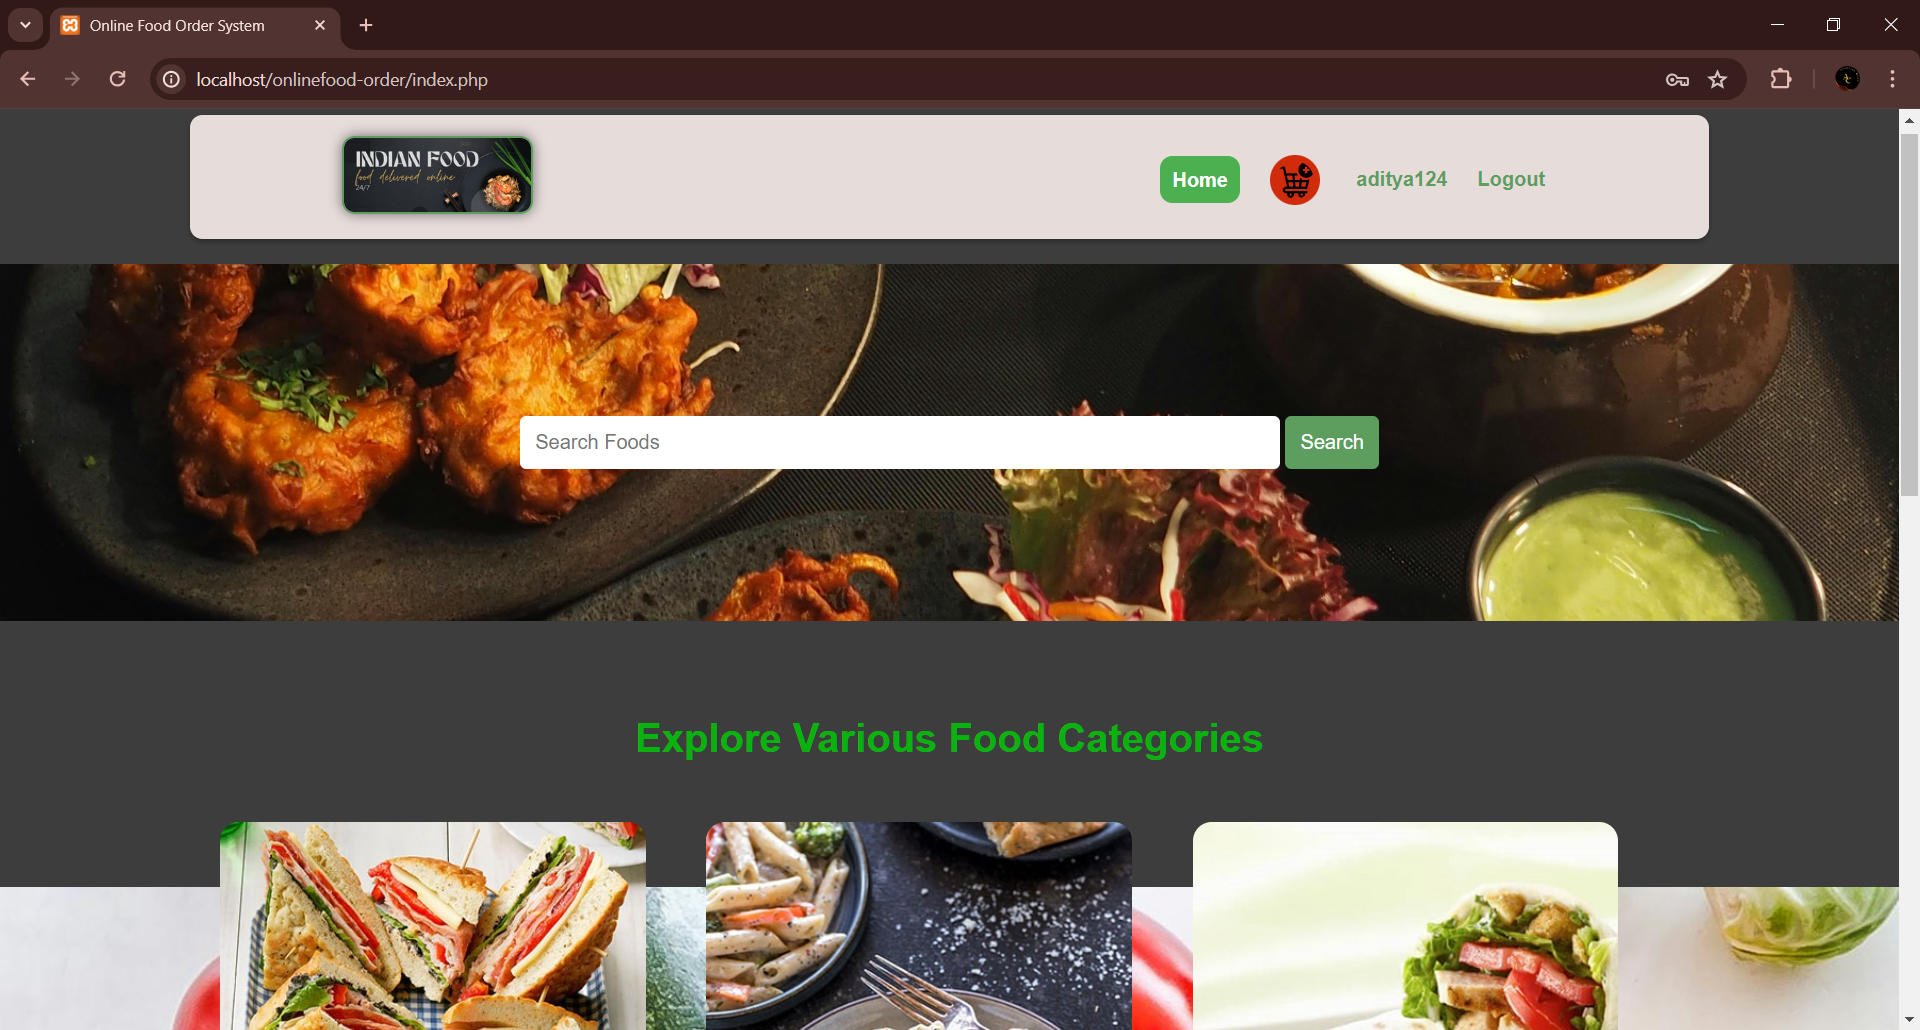 Online Food Order System
localhost/onlinefood-order/index.php
INDIAN FOOD
food delivered online
24/7
Home
aditya124
Logout
Search Foods
Search
Explore Various Food Categories